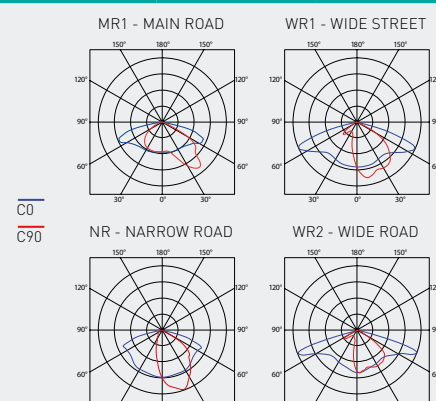 MR1 - MAIN ROAD
WR1 - WIDE STREET
150° 180° 150°
150° 180° 150°
120° 120°
120°
90° 90°
90°
60° 60°
60°
30° 0° 30°
30° 0° 30°
C0
C90
NR - NARROW ROAD
WR2 - WIDE ROAD
150° 180° 150°
150° 180° 150°
120° 120°
120°
90° 90°
90°
60° 60°
60°